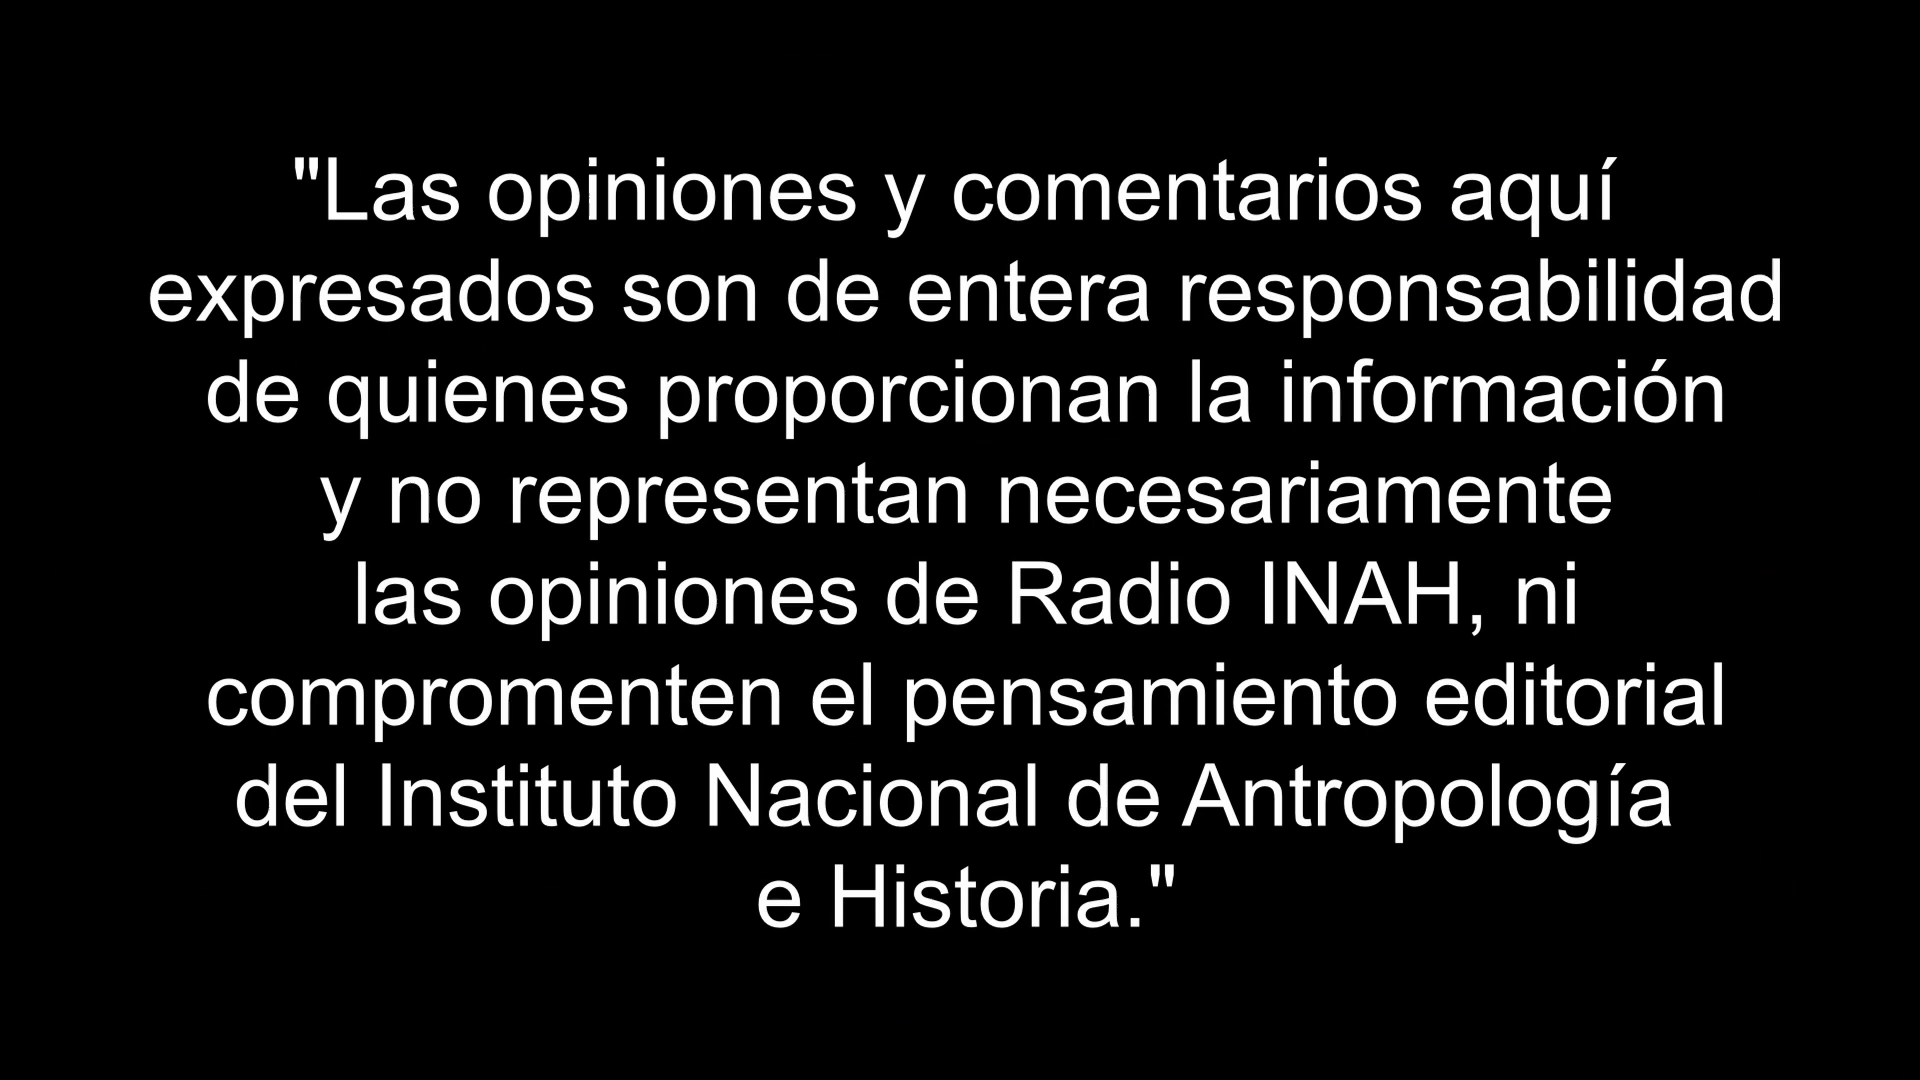 "Las opiniones y comentarios aquí
expresados son de entera responsabilidad
de quienes proporcionan la información
y no representan necesariamente
las opiniones de Radio INAH, ni
compromenten el pensamiento editorial
del Instituto Nacional de Antropología
e Historia."